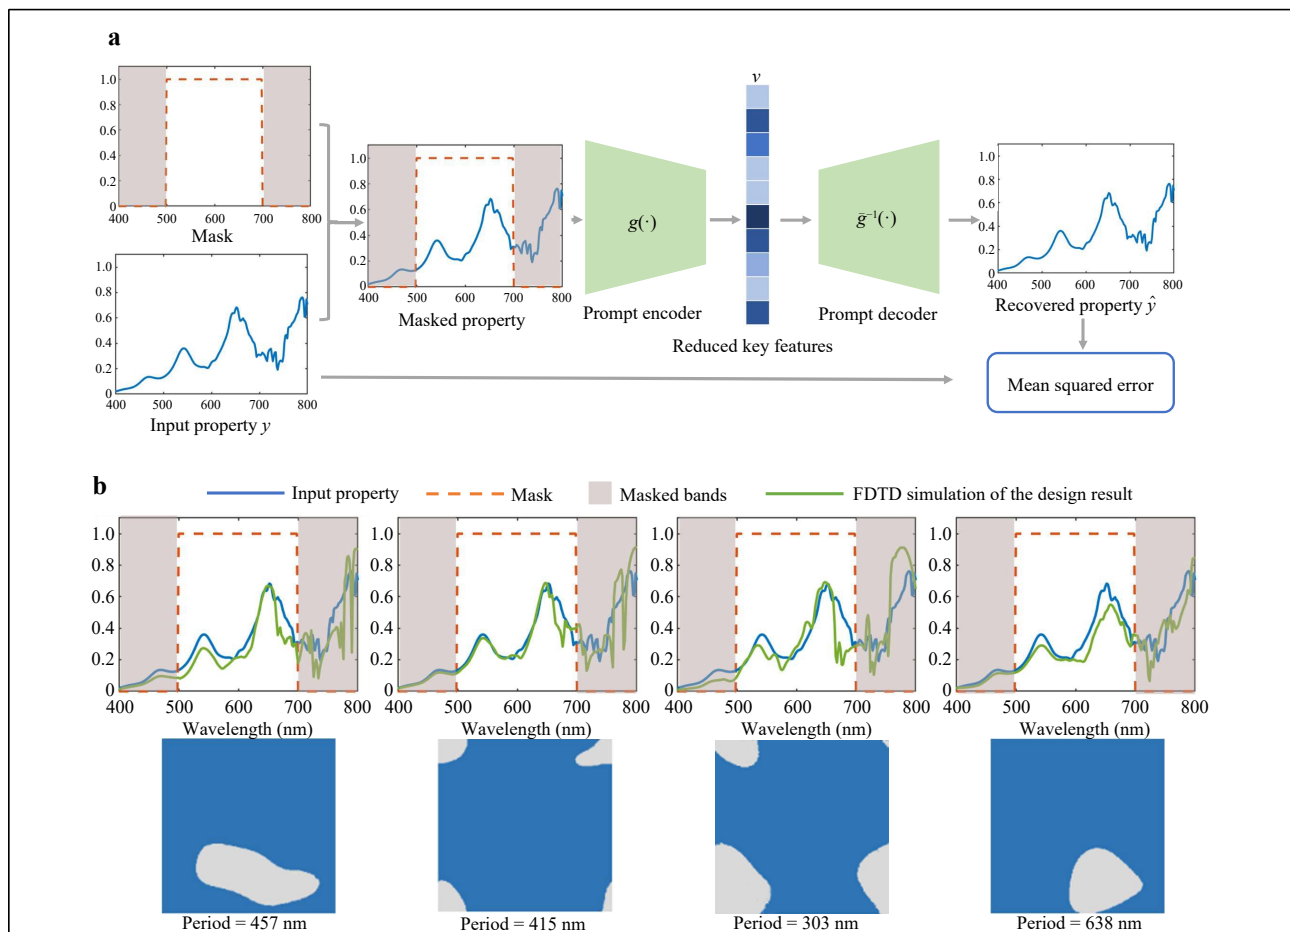 a
v
1.0
0.8
0.6
0.4
0.2
0
400 500 600 700 800
Mask
1.0
0.8
0.6
0.4
0.2
0
400 500 600 700 800
Input property y
1.0
0.8
0.6
0.4
0.2
0
400 500 600 700 800
Masked property
g(·)
Prompt encoder
Reduced key features
g̅⁻¹(·)
Prompt decoder
1.0
0.8
0.6
0.4
0.2
0
400 500 600 700 800
Recovered property ŷ
Mean squared error
b
Input property Mask Masked bands FDTD simulation of the design result
1.0
0.8
0.6
0.4
0.2
0
400 500 600 700 800
Wavelength (nm)
1.0
0.8
0.6
0.4
0.2
0
400 500 600 700 800
Wavelength (nm)
1.0
0.8
0.6
0.4
0.2
0
400 500 600 700 800
Wavelength (nm)
1.0
0.8
0.6
0.4
0.2
0
400 500 600 700 800
Wavelength (nm)
Period = 457 nm
Period = 415 nm
Period = 303 nm
Period = 638 nm